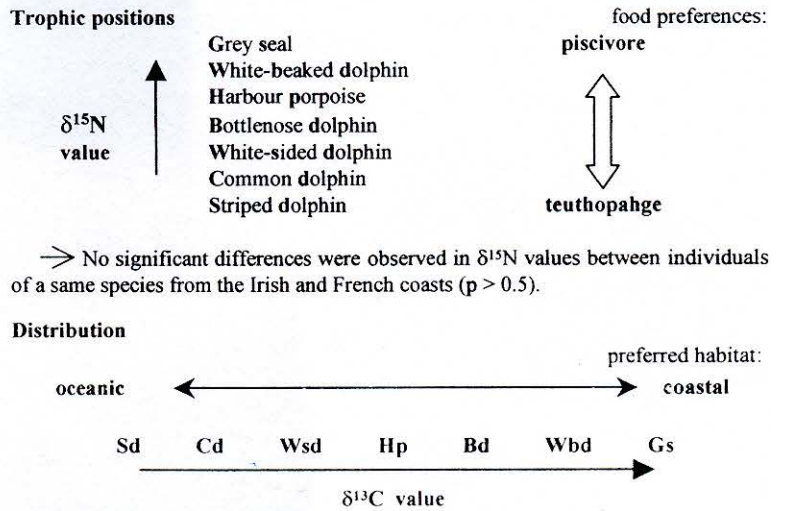 Trophic positions
food preferences:
Grey seal
piscivore
White-beaked dolphin
Harbour porpoise
δ¹⁵N
Bottlenose dolphin
value
White-sided dolphin
Common dolphin
Striped dolphin
teuthopahge
→ No significant differences were observed in δ¹⁵N values between individuals
of a same species from the Irish and French coasts (p > 0.5).
Distribution
preferred habitat:
oceanic
coastal
Sd Cd Wsd Hp Bd Wbd Gs
δ¹³C value